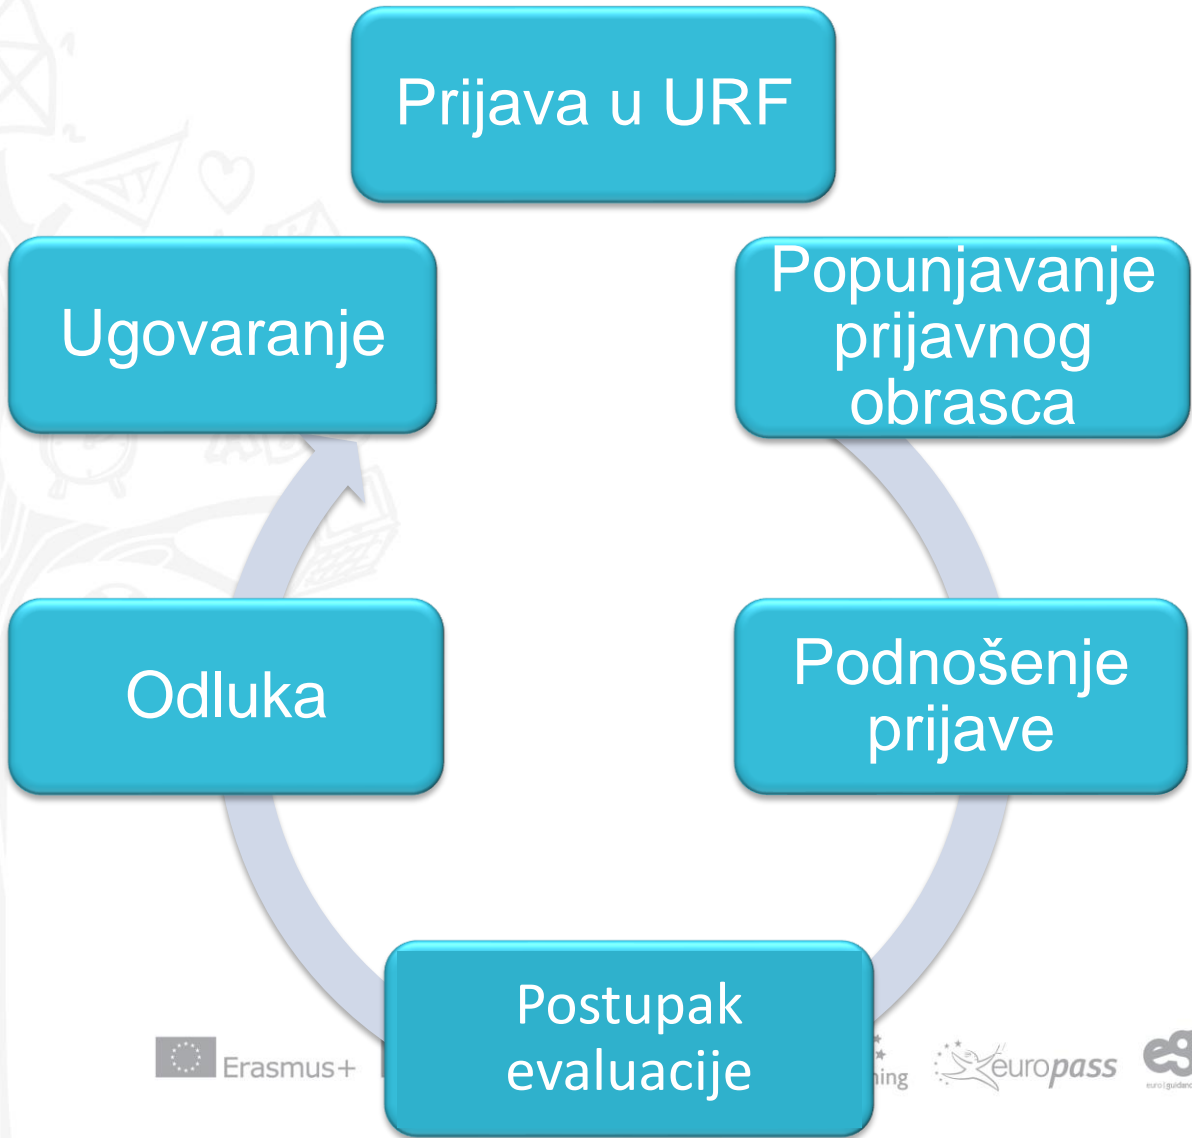 Prijava u URF
Popunjavanje
prijavnog
obrasca
Podnošenje
prijave
Postupak
evaluacije
Odluka
Ugovaranje
Erasmus+
europass